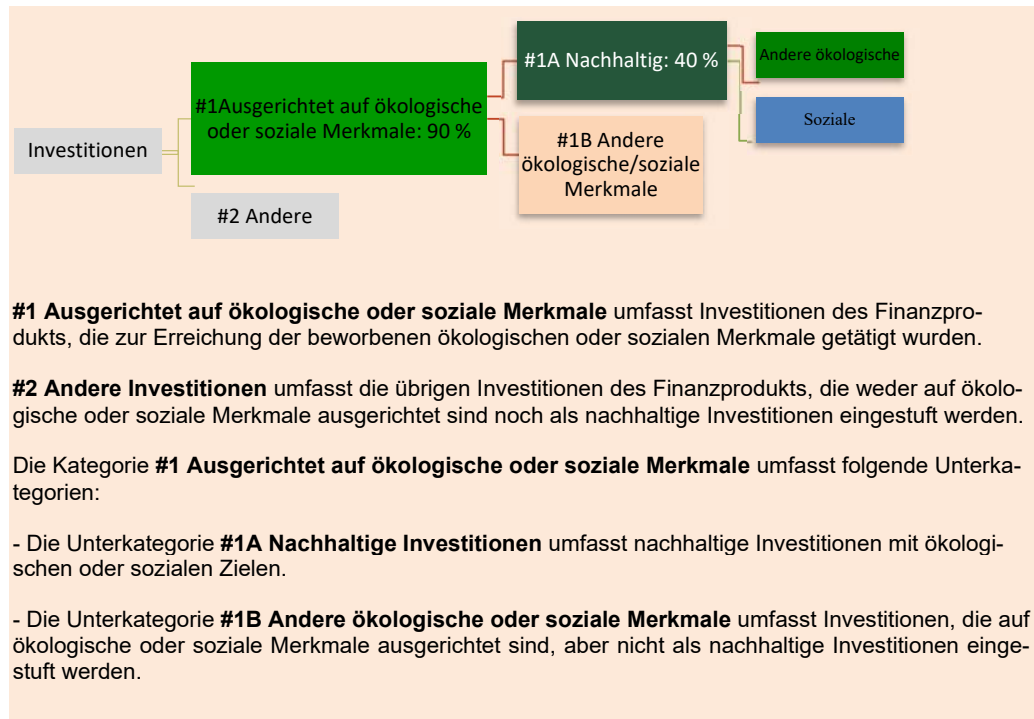 #1A Nachhaltig: 40 %
Andere ökologische
#1Ausgerichtet auf ökologische
oder soziale Merkmale: 90 %
Soziale
Investitionen
#1B Andere
ökologische/soziale
Merkmale
#2 Andere
#1 Ausgerichtet auf ökologische oder soziale Merkmale umfasst Investitionen des Finanzpro-
dukts, die zur Erreichung der beworbenen ökologischen oder sozialen Merkmale getätigt wurden.
#2 Andere Investitionen umfasst die übrigen Investitionen des Finanzprodukts, die weder auf ökolo-
gische oder soziale Merkmale ausgerichtet sind noch als nachhaltige Investitionen eingestuft werden.
Die Kategorie #1 Ausgerichtet auf ökologische oder soziale Merkmale umfasst folgende Unterka-
tegorien:
- Die Unterkategorie #1A Nachhaltige Investitionen umfasst nachhaltige Investitionen mit ökologi-
schen oder sozialen Zielen.
- Die Unterkategorie #1B Andere ökologische oder soziale Merkmale umfasst Investitionen, die auf
ökologische oder soziale Merkmale ausgerichtet sind, aber nicht als nachhaltige Investitionen einge-
stuft werden.